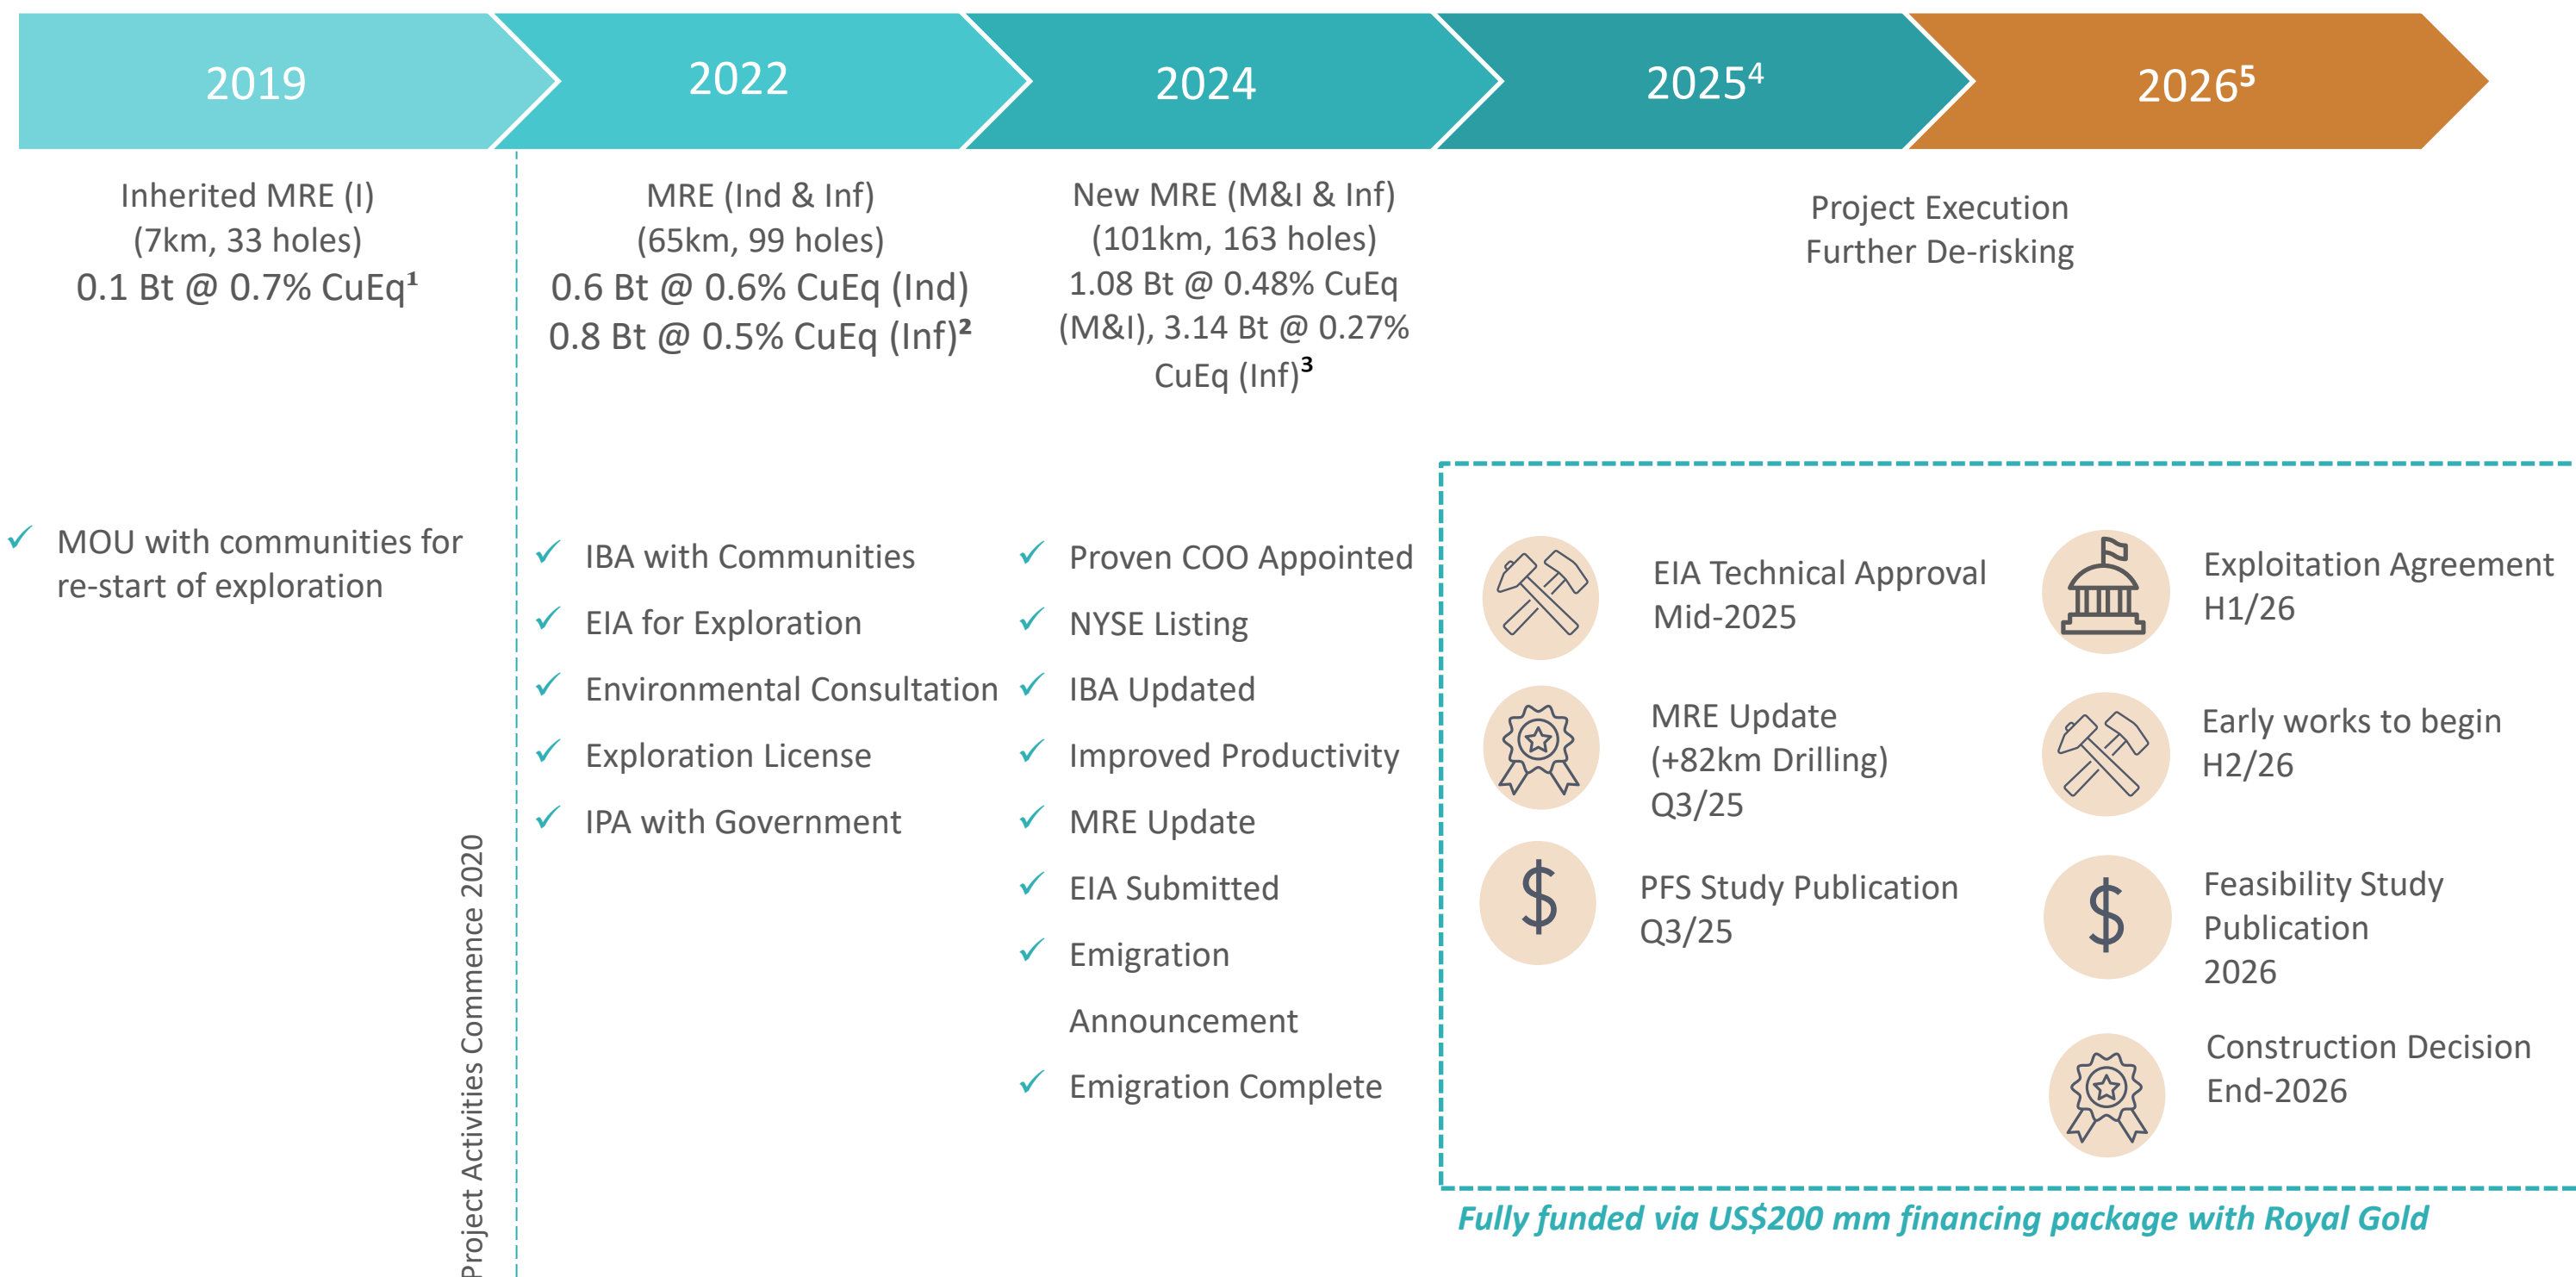 2019
2022
2024
2025⁴
2026⁵
Inherited MRE (I)
(7km, 33 holes)
0.1 Bt @ 0.7% CuEq¹
MRE (Ind & Inf)
(65km, 99 holes)
0.6 Bt @ 0.6% CuEq (Ind)
0.8 Bt @ 0.5% CuEq (Inf)²
New MRE (M&I & Inf)
(101km, 163 holes)
1.08 Bt @ 0.48% CuEq
(M&I), 3.14 Bt @ 0.27%
CuEq (Inf)³
Project Execution
Further De-risking
✓ MOU with communities for
re-start of exploration
Project Activities Commence 2020
✓ IBA with Communities
✓ EIA for Exploration
✓ Environmental Consultation
✓ Exploration License
✓ IPA with Government
✓ Proven COO Appointed
✓ NYSE Listing
✓ IBA Updated
✓ Improved Productivity
✓ MRE Update
✓ EIA Submitted
✓ Emigration
Announcement
✓ Emigration Complete
EIA Technical Approval
Mid-2025
MRE Update
(+82km Drilling)
Q3/25
$
PFS Study Publication
Q3/25
Exploitation Agreement
H1/26
Early works to begin
H2/26
$
Feasibility Study
Publication
2026
Construction Decision
End-2026
Fully funded via US$200 mm financing package with Royal Gold